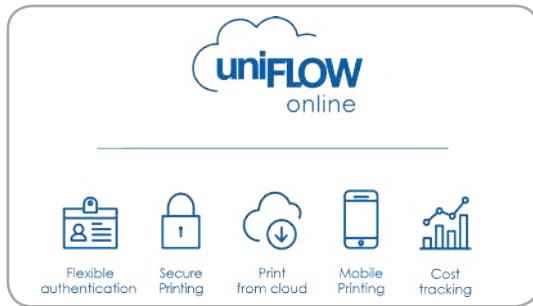 uniFLOW
online
Flexible
authentication
Secure
Printing
Print
from cloud
Mobile
Printing
Cost
tracking